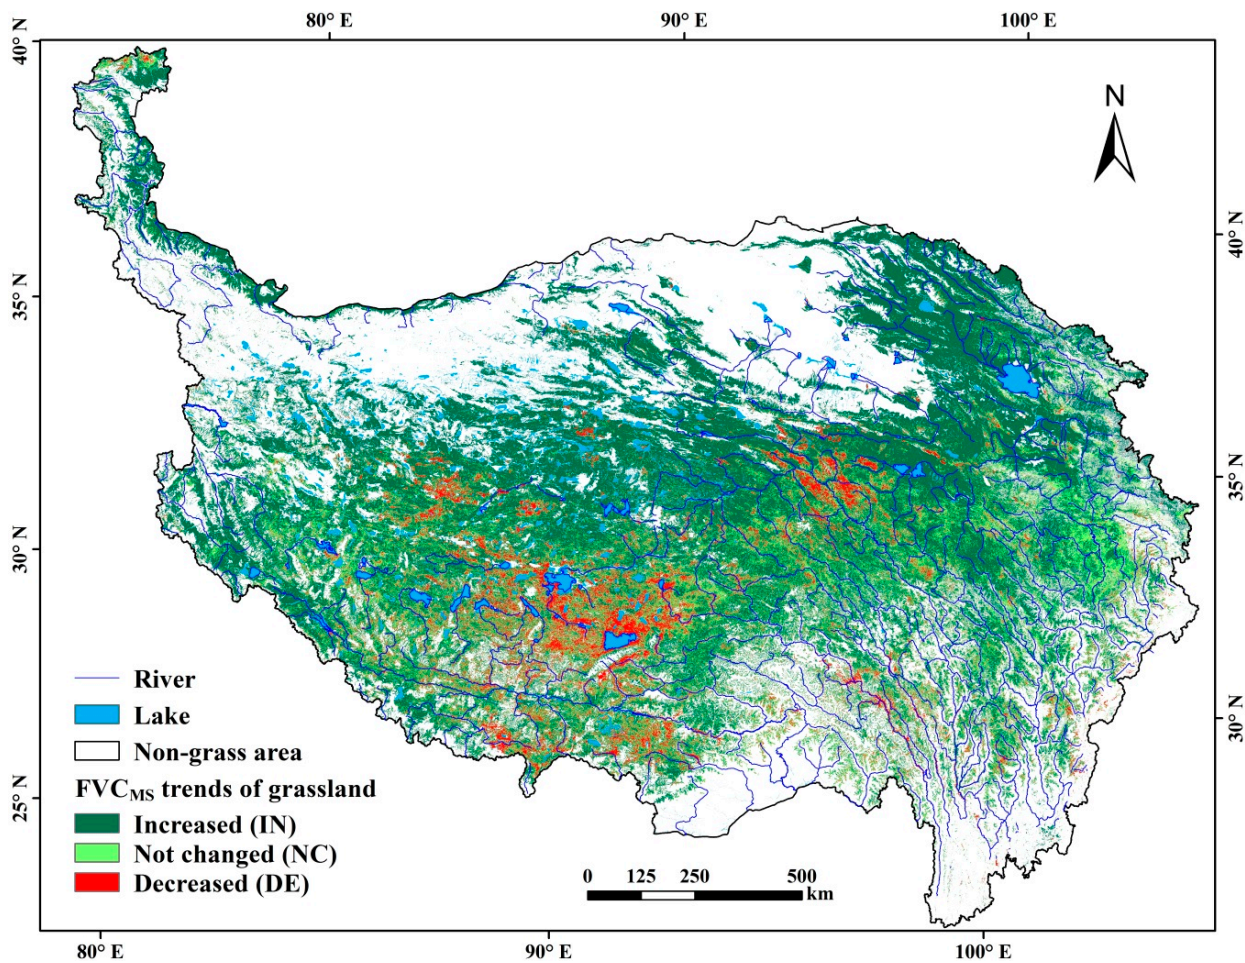 80° E
90° E
100° E
40° N
N
40° N
35° N
35° N
30° N
30° N
25° N
River
Lake
Non-grass area
FVCMS trends of grassland
Increased (IN)
Not changed (NC)
Decreased (DE)
0 125 250 500
km
80° E
90° E
100° E